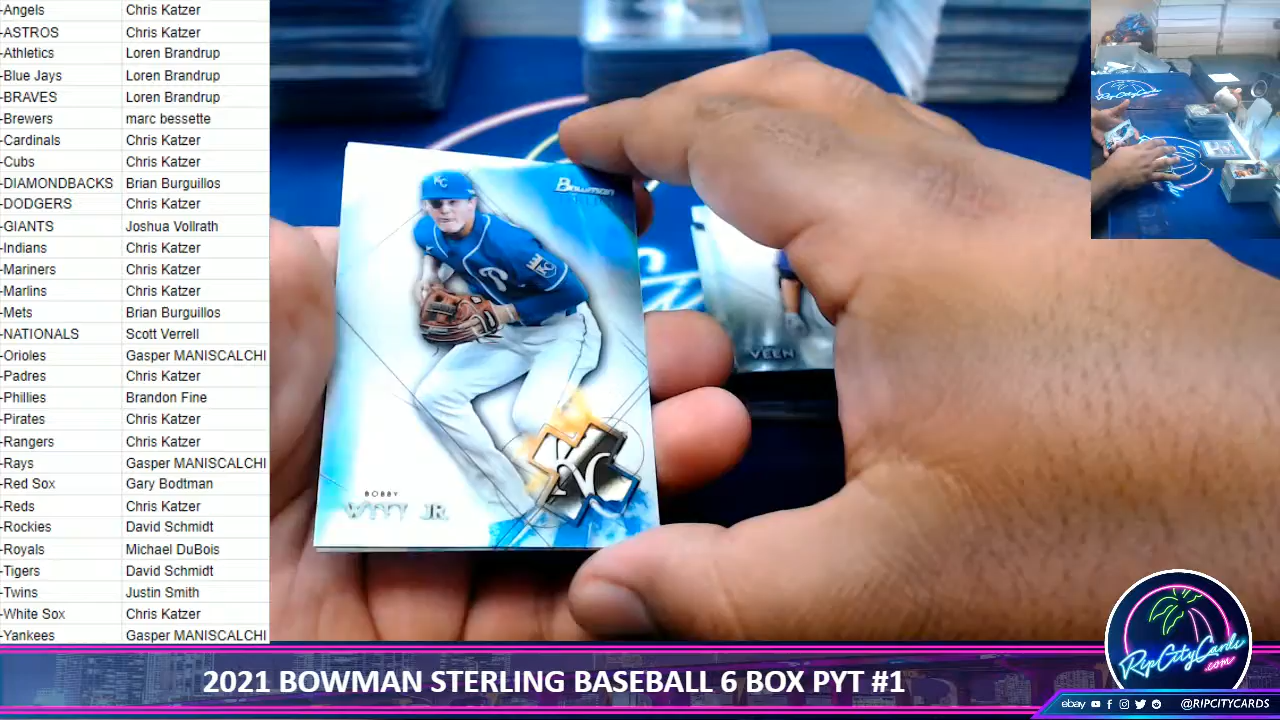 -Angels Chris Katzer
-ASTROS Chris Katzer
-Athletics Loren Brandrup
-Blue Jays Loren Brandrup
-BRAVES Loren Brandrup
-Brewers marc bessette
-Cardinals Chris Katzer
-Cubs Chris Katzer
-DIAMONDBACKS Brian Burguillos
-DODGERS Chris Katzer
-GIANTS Joshua Vollrath
-Indians Chris Katzer
-Mariners Chris Katzer
-Marlins Chris Katzer
-Mets Brian Burguillos
-NATIONALS Scott Verrell
-Orioles Gasper MANISCALCHI
-Padres Chris Katzer
-Phillies Brandon Fine
-Pirates Chris Katzer
-Rangers Chris Katzer
-Rays Gasper MANISCALCHI
-Red Sox Gary Bodtman
-Reds Chris Katzer
-Rockies David Schmidt
-Royals Michael DuBois
-Tigers David Schmidt
-Twins Justin Smith
-White Sox Chris Katzer
-Yankees Gasper MANISCALCHI
Bowman
KC
KC
KC
BOBBY
WITT JR.
VEEN
RipCityCards
.com
2021 BOWMAN STERLING BASEBALL 6 BOX PYT #1
ebay @RIPCITYCARDS